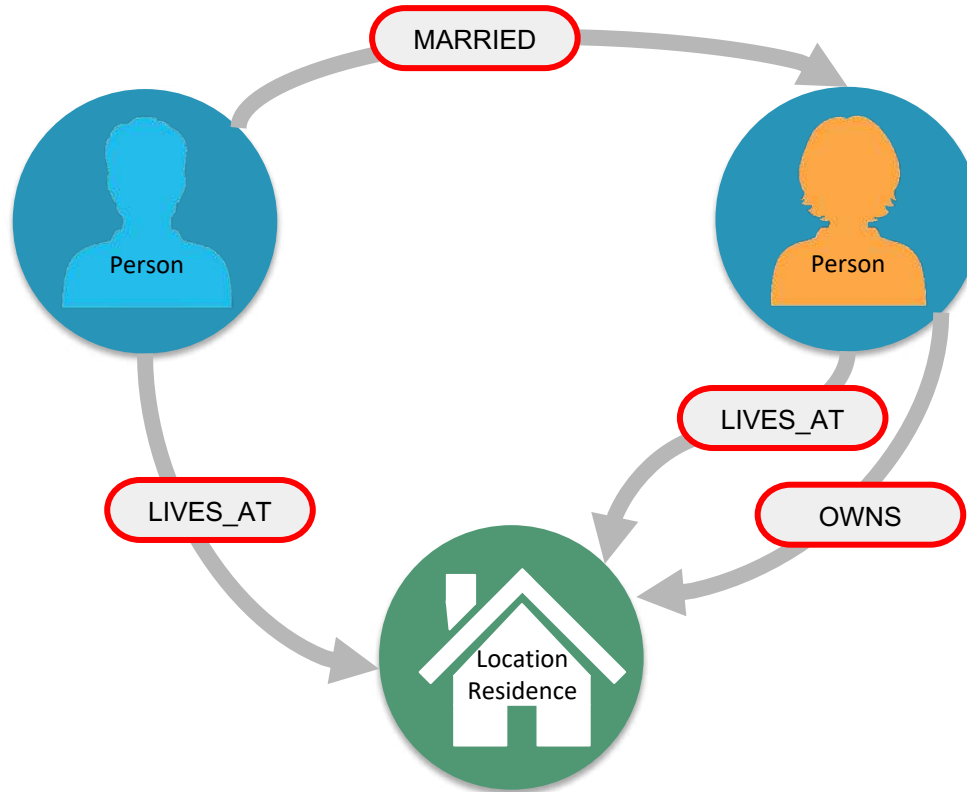 MARRIED
Person
Person
LIVES_AT
LIVES_AT
OWNS
Location
Residence